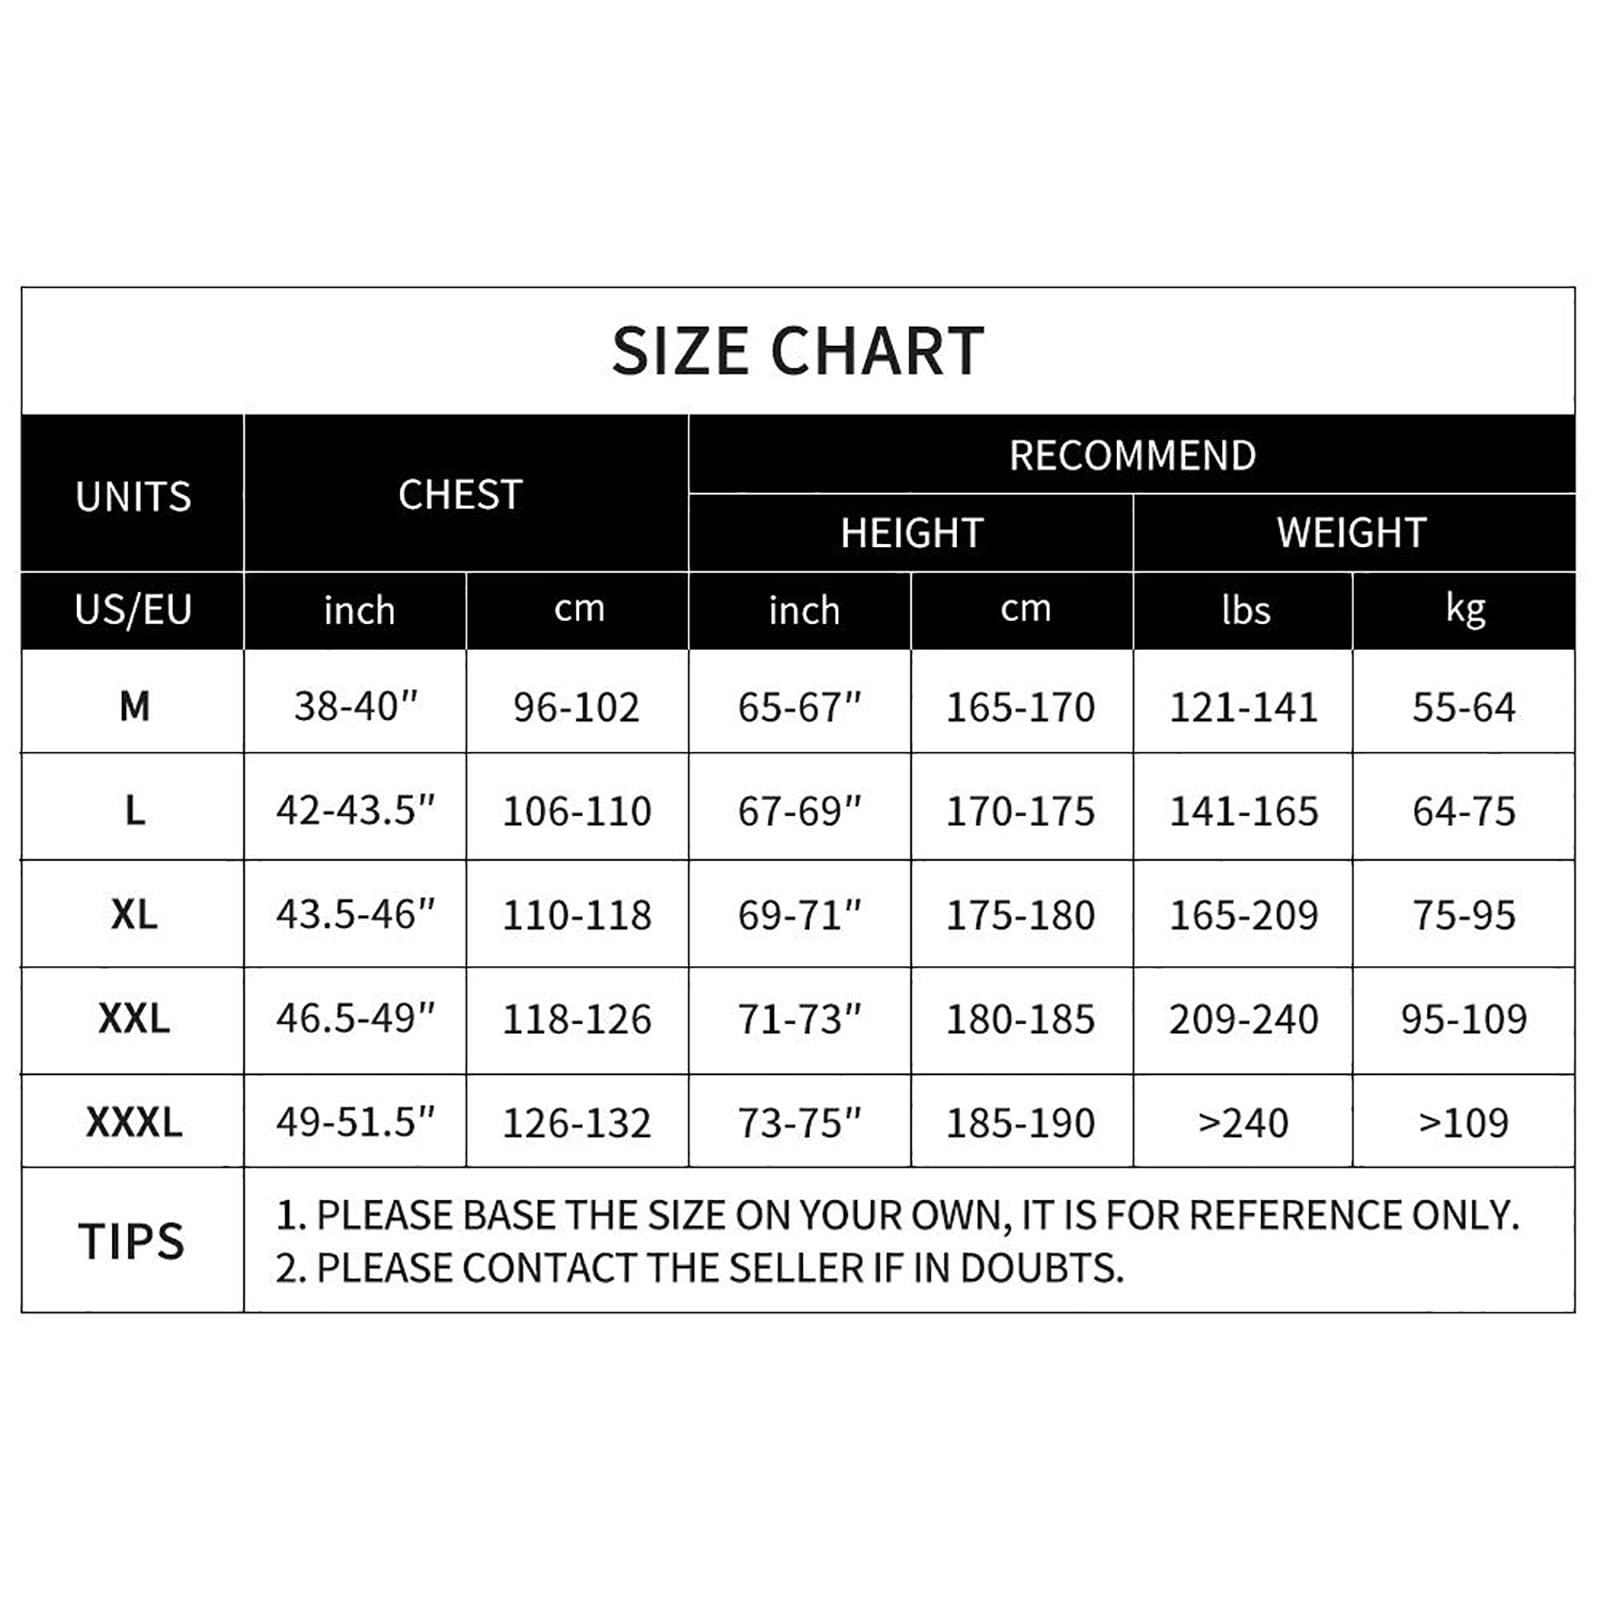 SIZE CHART
UNITS CHEST RECOMMEND
HEIGHT WEIGHT
US/EU inch cm inch cm lbs kg
M 38-40" 96-102 65-67" 165-170 121-141 55-64
L 42-43.5" 106-110 67-69" 170-175 141-165 64-75
XL 43.5-46" 110-118 69-71" 175-180 165-209 75-95
XXL 46.5-49" 118-126 71-73" 180-185 209-240 95-109
XXXL 49-51.5" 126-132 73-75" 185-190 >240 >109
TIPS
1. PLEASE BASE THE SIZE ON YOUR OWN, IT IS FOR REFERENCE ONLY.
2. PLEASE CONTACT THE SELLER IF IN DOUBTS.